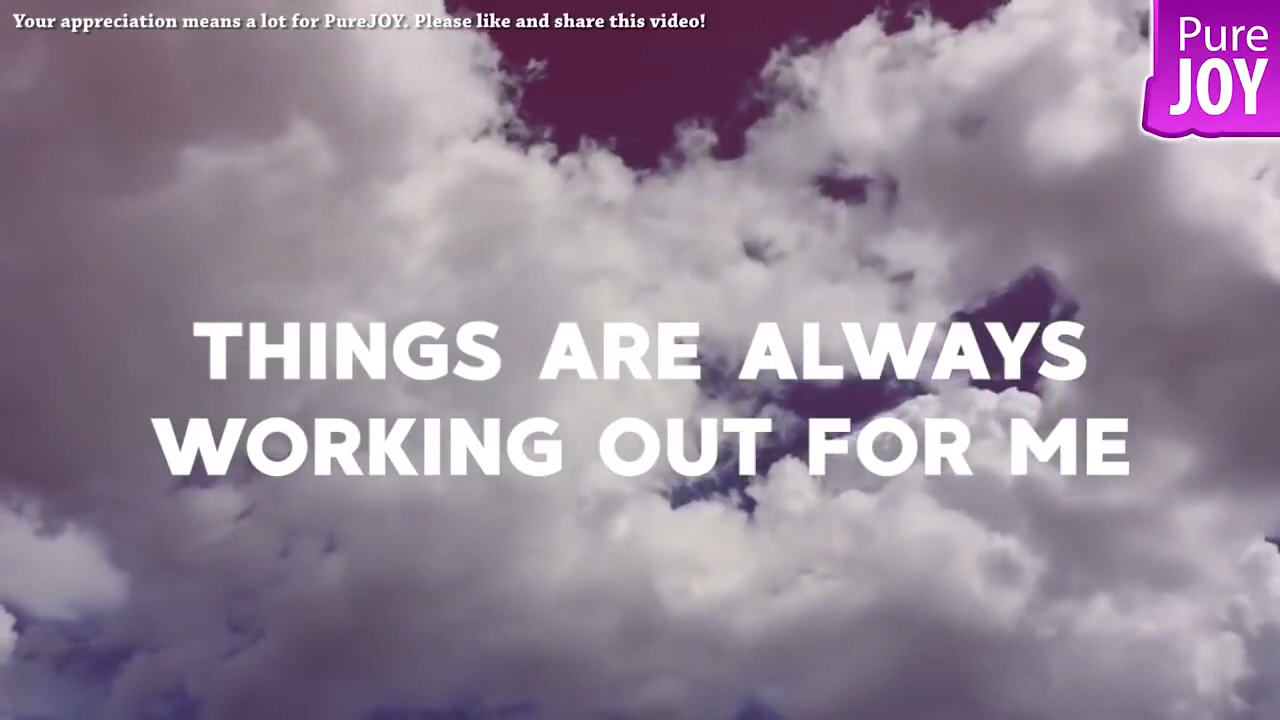 Your appreciation means a lot for PureJOY. Please like and share this video!
Pure
JOY
THINGS ARE ALWAYS
WORKING OUT FOR ME